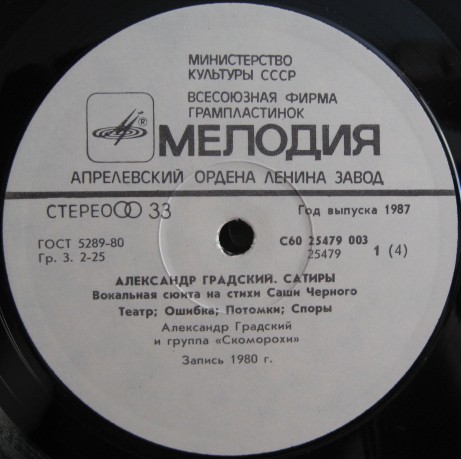 МИНИСТЕРСТВО
КУЛЬТУРЫ СССР
ВСЕСОЮЗНАЯ ФИРМА
ГРАМПЛАСТИНОК
®
МЕЛОДИЯ
АПРЕЛЕВСКИЙ ОРДЕНА ЛЕНИНА ЗАВОД
СТЕРЕО 33
Год выпуска 1987
ГОСТ 5289-80
Гр. 3. 2-25
С60 25479 003
25479
1 (4)
АЛЕКСАНДР ГРАДСКИЙ. САТИРЫ
Вокальная сюита на стихи Саши Черного
Театр; Ошибка; Потомки; Споры
Александр Градский
и группа «Скоморохи»
Запись 1980 г.